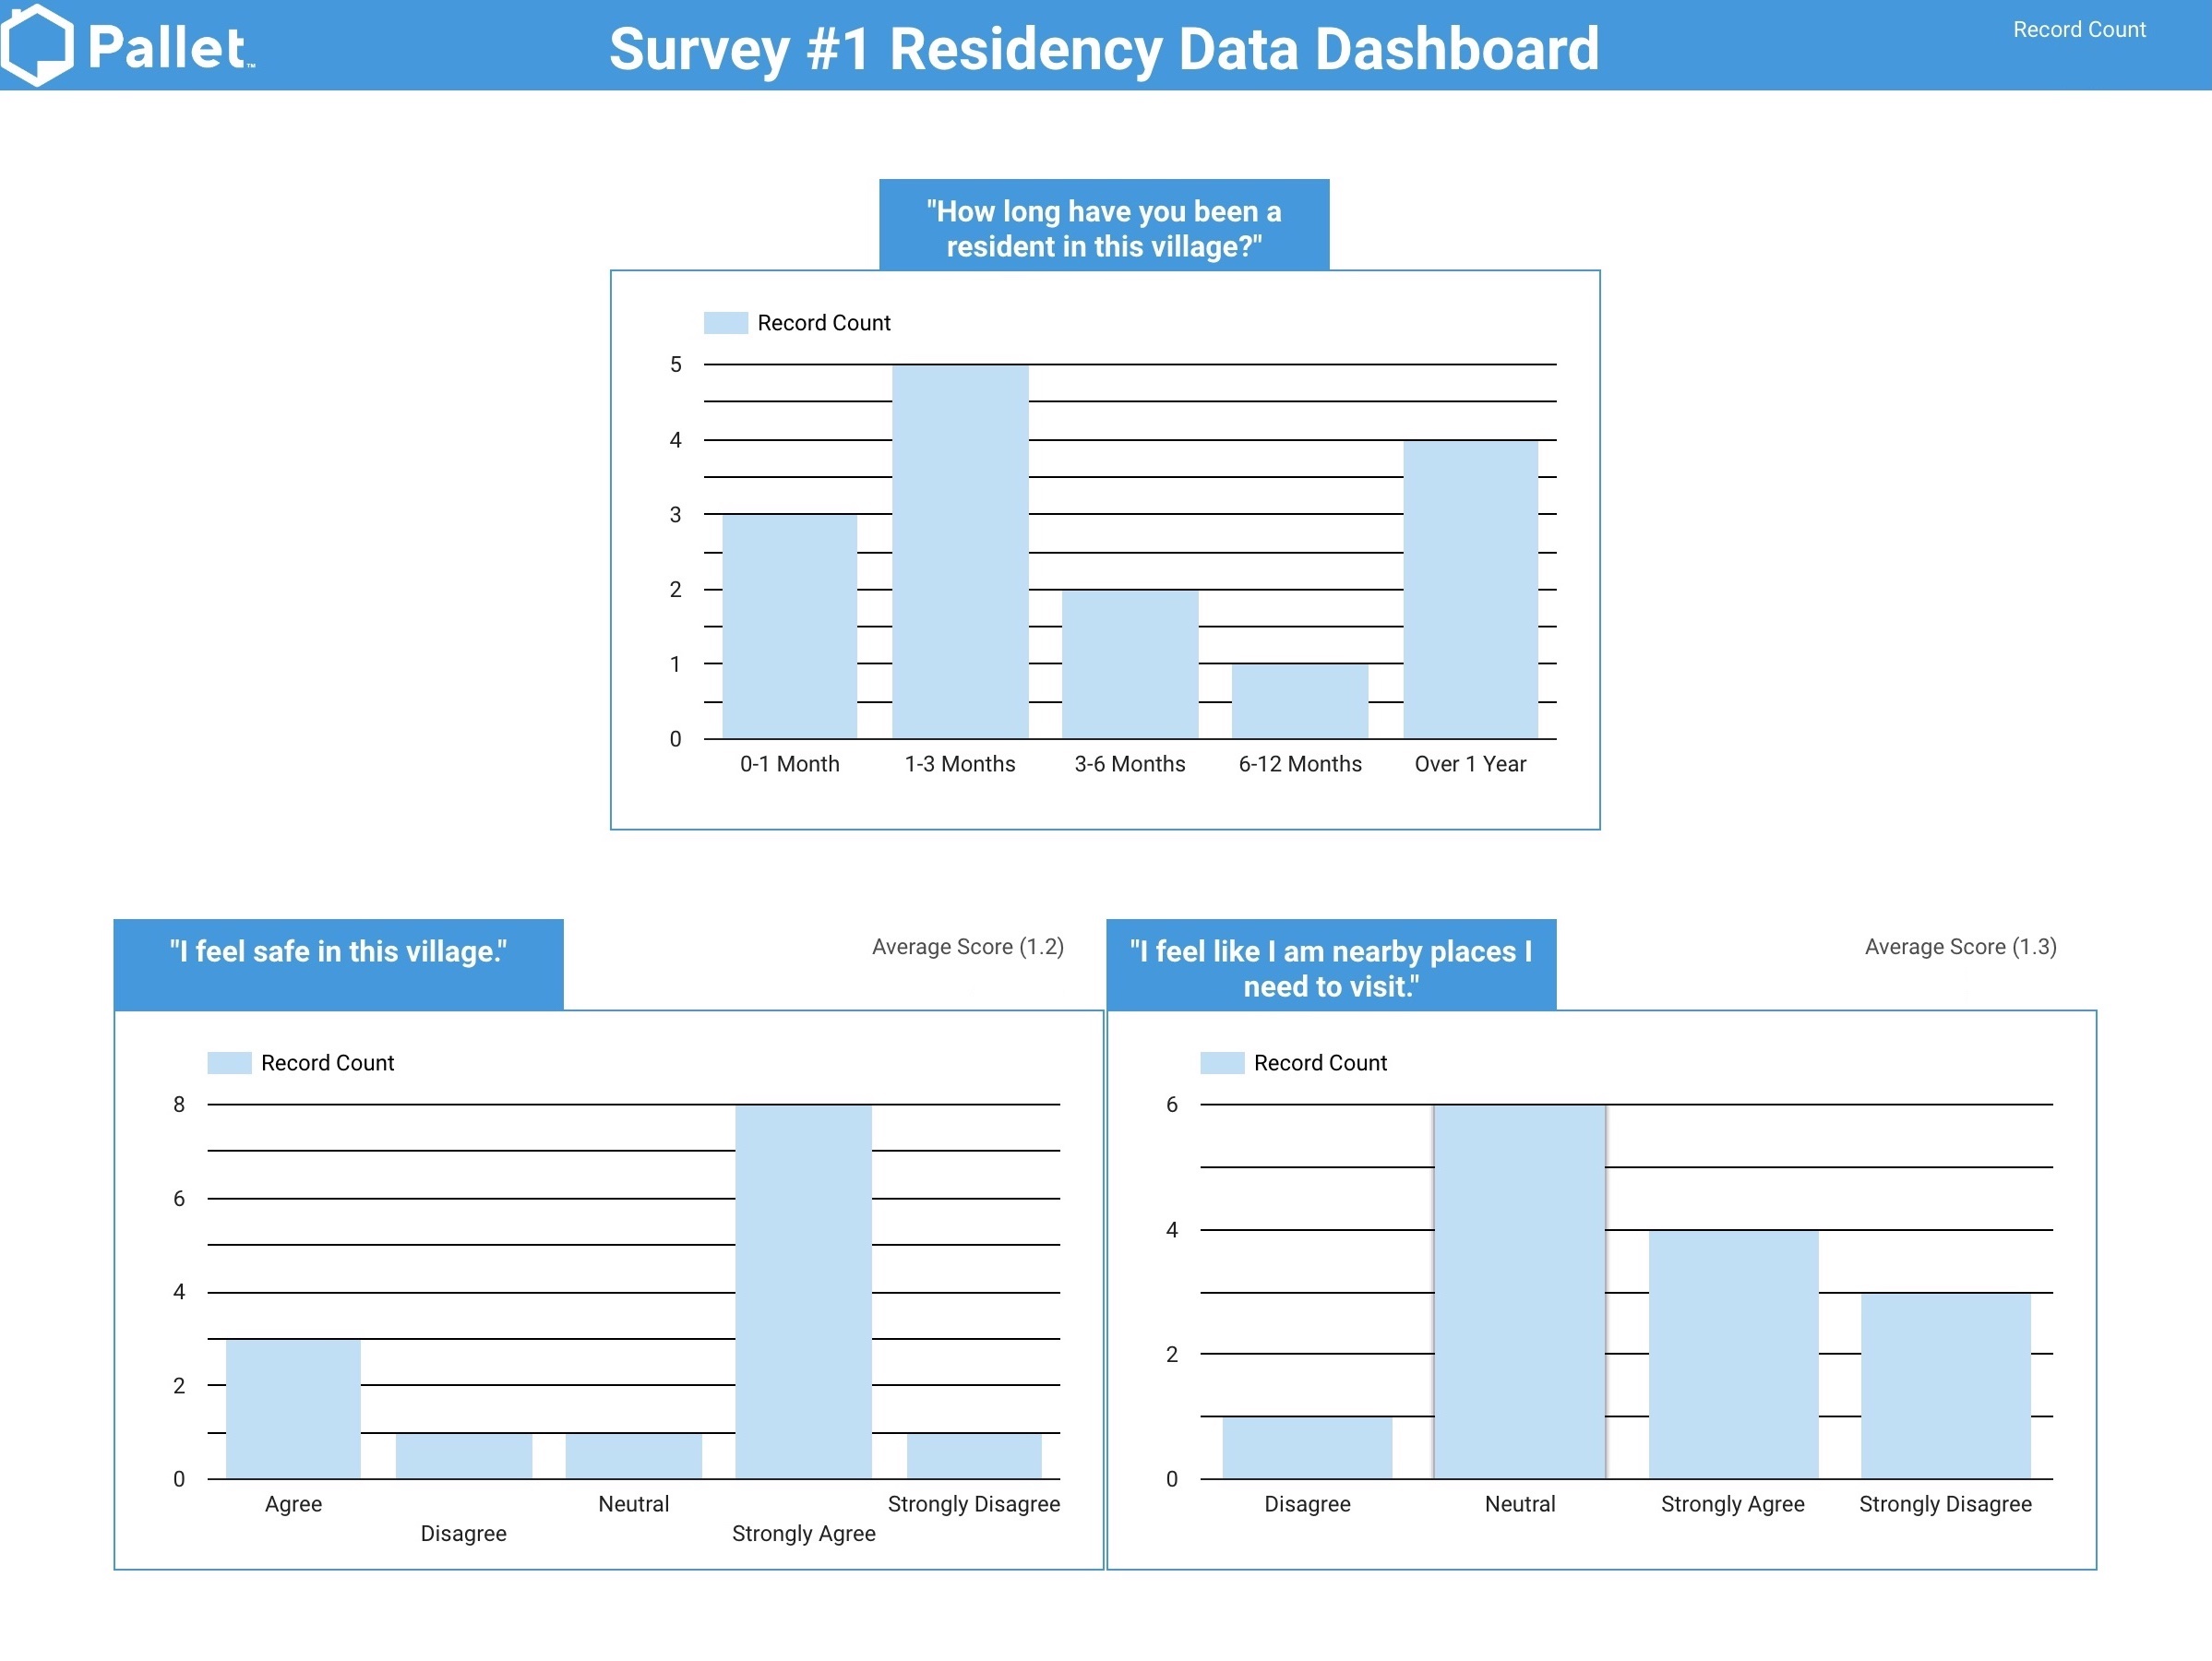 Pallet™
Survey #1 Residency Data Dashboard
Record Count
"How long have you been a
resident in this village?"
Record Count
5
4
3
2
1
0
0-1 Month
1-3 Months
3-6 Months
6-12 Months
Over 1 Year
"I feel safe in this village."
Average Score (1.2)
Record Count
8
6
4
2
0
Agree
Disagree
Neutral
Strongly Agree
Strongly Disagree
"I feel like I am nearby places I
need to visit."
Average Score (1.3)
Record Count
6
4
2
0
Disagree
Neutral
Strongly Agree
Strongly Disagree